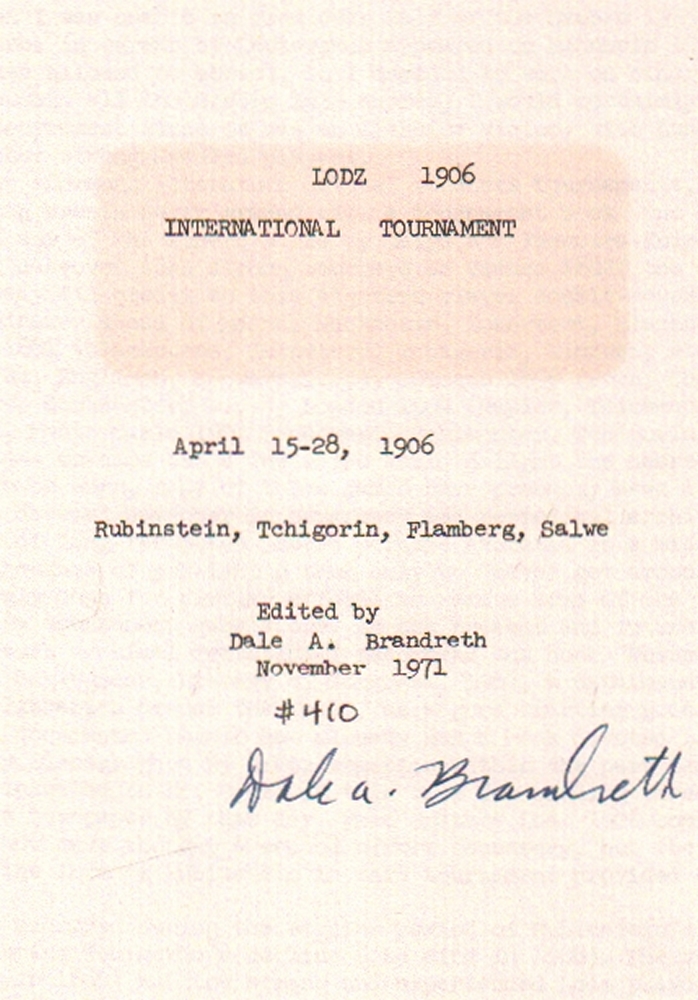 LODZ 1906
INTERNATIONAL TOURNAMENT
April 15-28, 1906
Rubinstein, Tchigorin, Flamberg, Salwe
Edited by
Dale A. Brandreth
November 1971
#410
Dale A. Brandreth